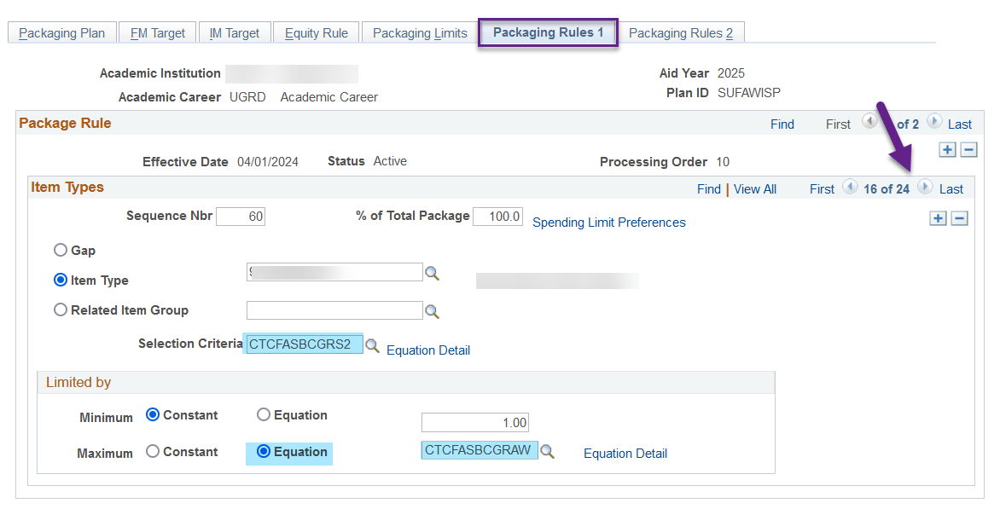 Packaging Plan FM Target IM Target Equity Rule Packaging Limits Packaging Rules 1 Packaging Rules 2
Academic Institution Aid Year 2025
Academic Career UGRD Academic Career Plan ID SUFAWISP
Package Rule Find First of 2 Last
Effective Date 04/01/2024 Status Active Processing Order 10
Item Types Find | View All First 16 of 24 Last
Sequence Nbr 60 % of Total Package 100.0 Spending Limit Preferences
Gap
Item Type
Related Item Group
Selection Criteria CTCFASBCGRS2 Equation Detail
Limited by
Minimum Constant Equation 1.00
Maximum Constant Equation CTCFASBCGRAW Equation Detail